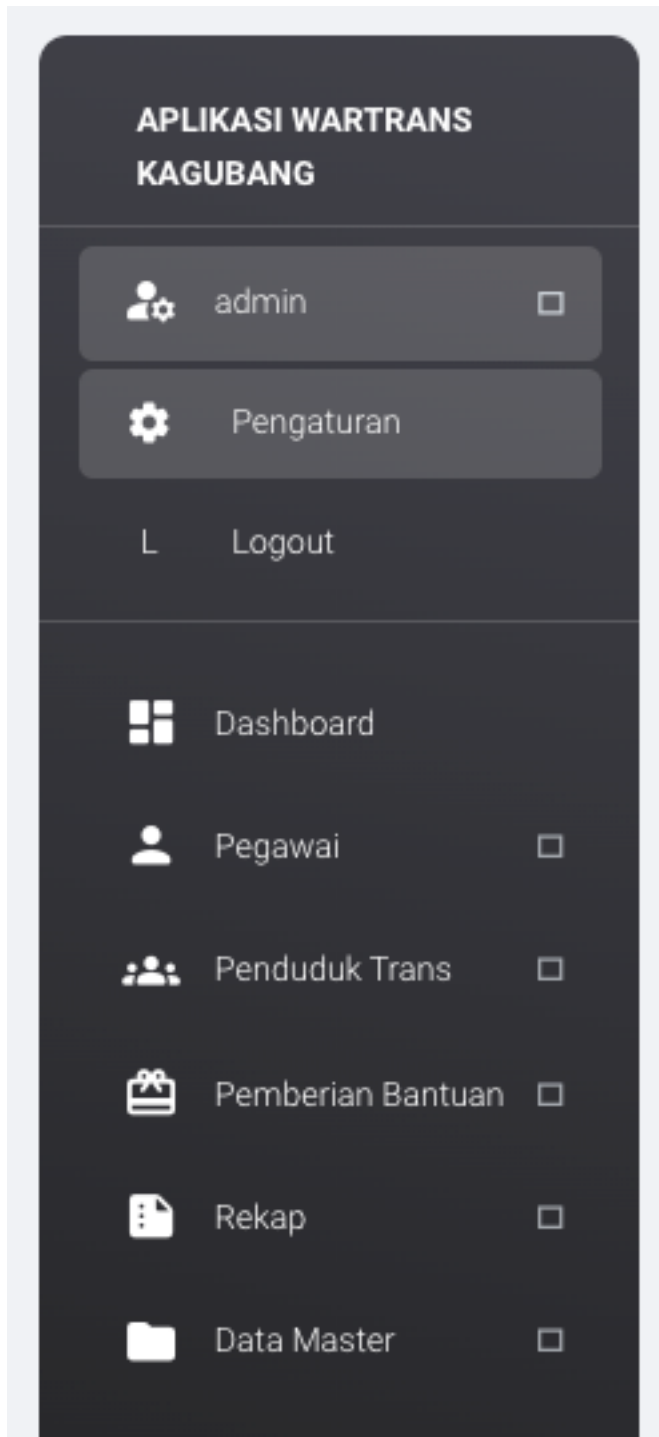 APLIKASI WARTRANS
KAGUBANG
admin
Pengaturan
L Logout
Dashboard
Pegawai
Penduduk Trans
Pemberian Bantuan
Rekap
Data Master